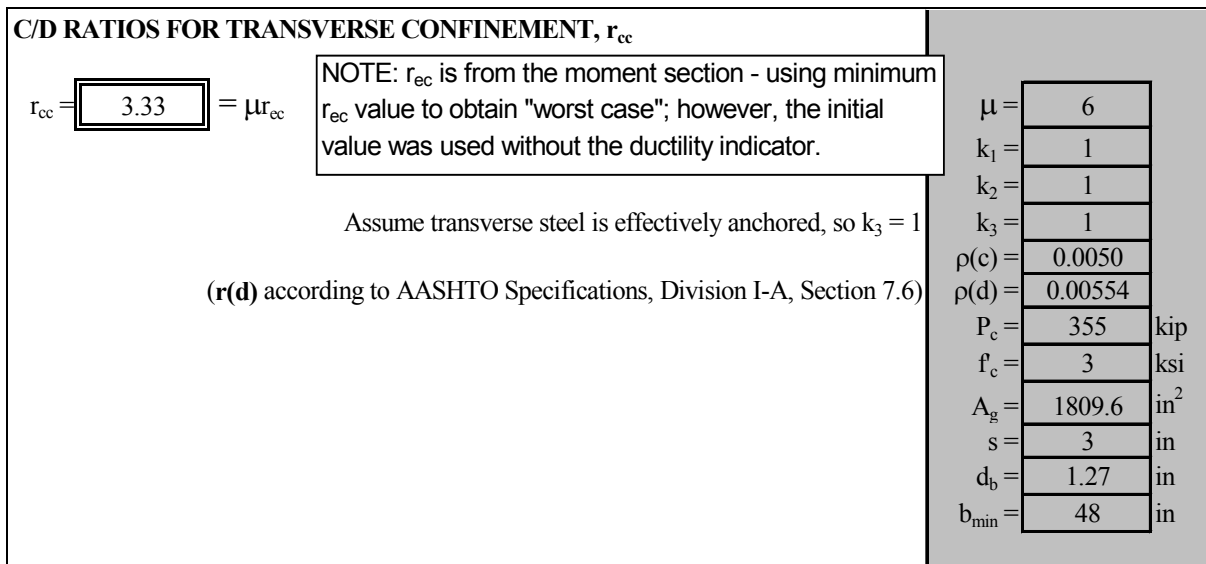 C/D RATIOS FOR TRANSVERSE CONFINEMENT, rcc
rcc = 3.33 = μrec
NOTE: rec is from the moment section - using minimum
rec value to obtain "worst case"; however, the initial
value was used without the ductility indicator.
Assume transverse steel is effectively anchored, so k3 = 1
(r(d) according to AASHTO Specifications, Division I-A, Section 7.6)
μ = 6
k1 = 1
k2 = 1
k3 = 1
ρ(c) = 0.0050
ρ(d) = 0.00554
Pc = 355 kip
f'c = 3 ksi
Ag = 1809.6 in2
s = 3 in
db = 1.27 in
bmin = 48 in